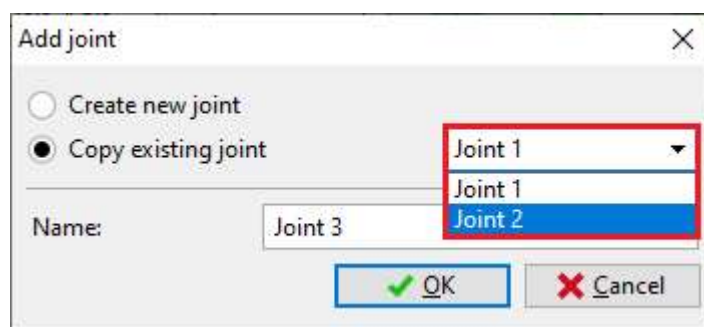 Add joint
Create new joint
Copy existing joint Joint 1
Joint 1
Joint 2
Name: Joint 3
OK Cancel